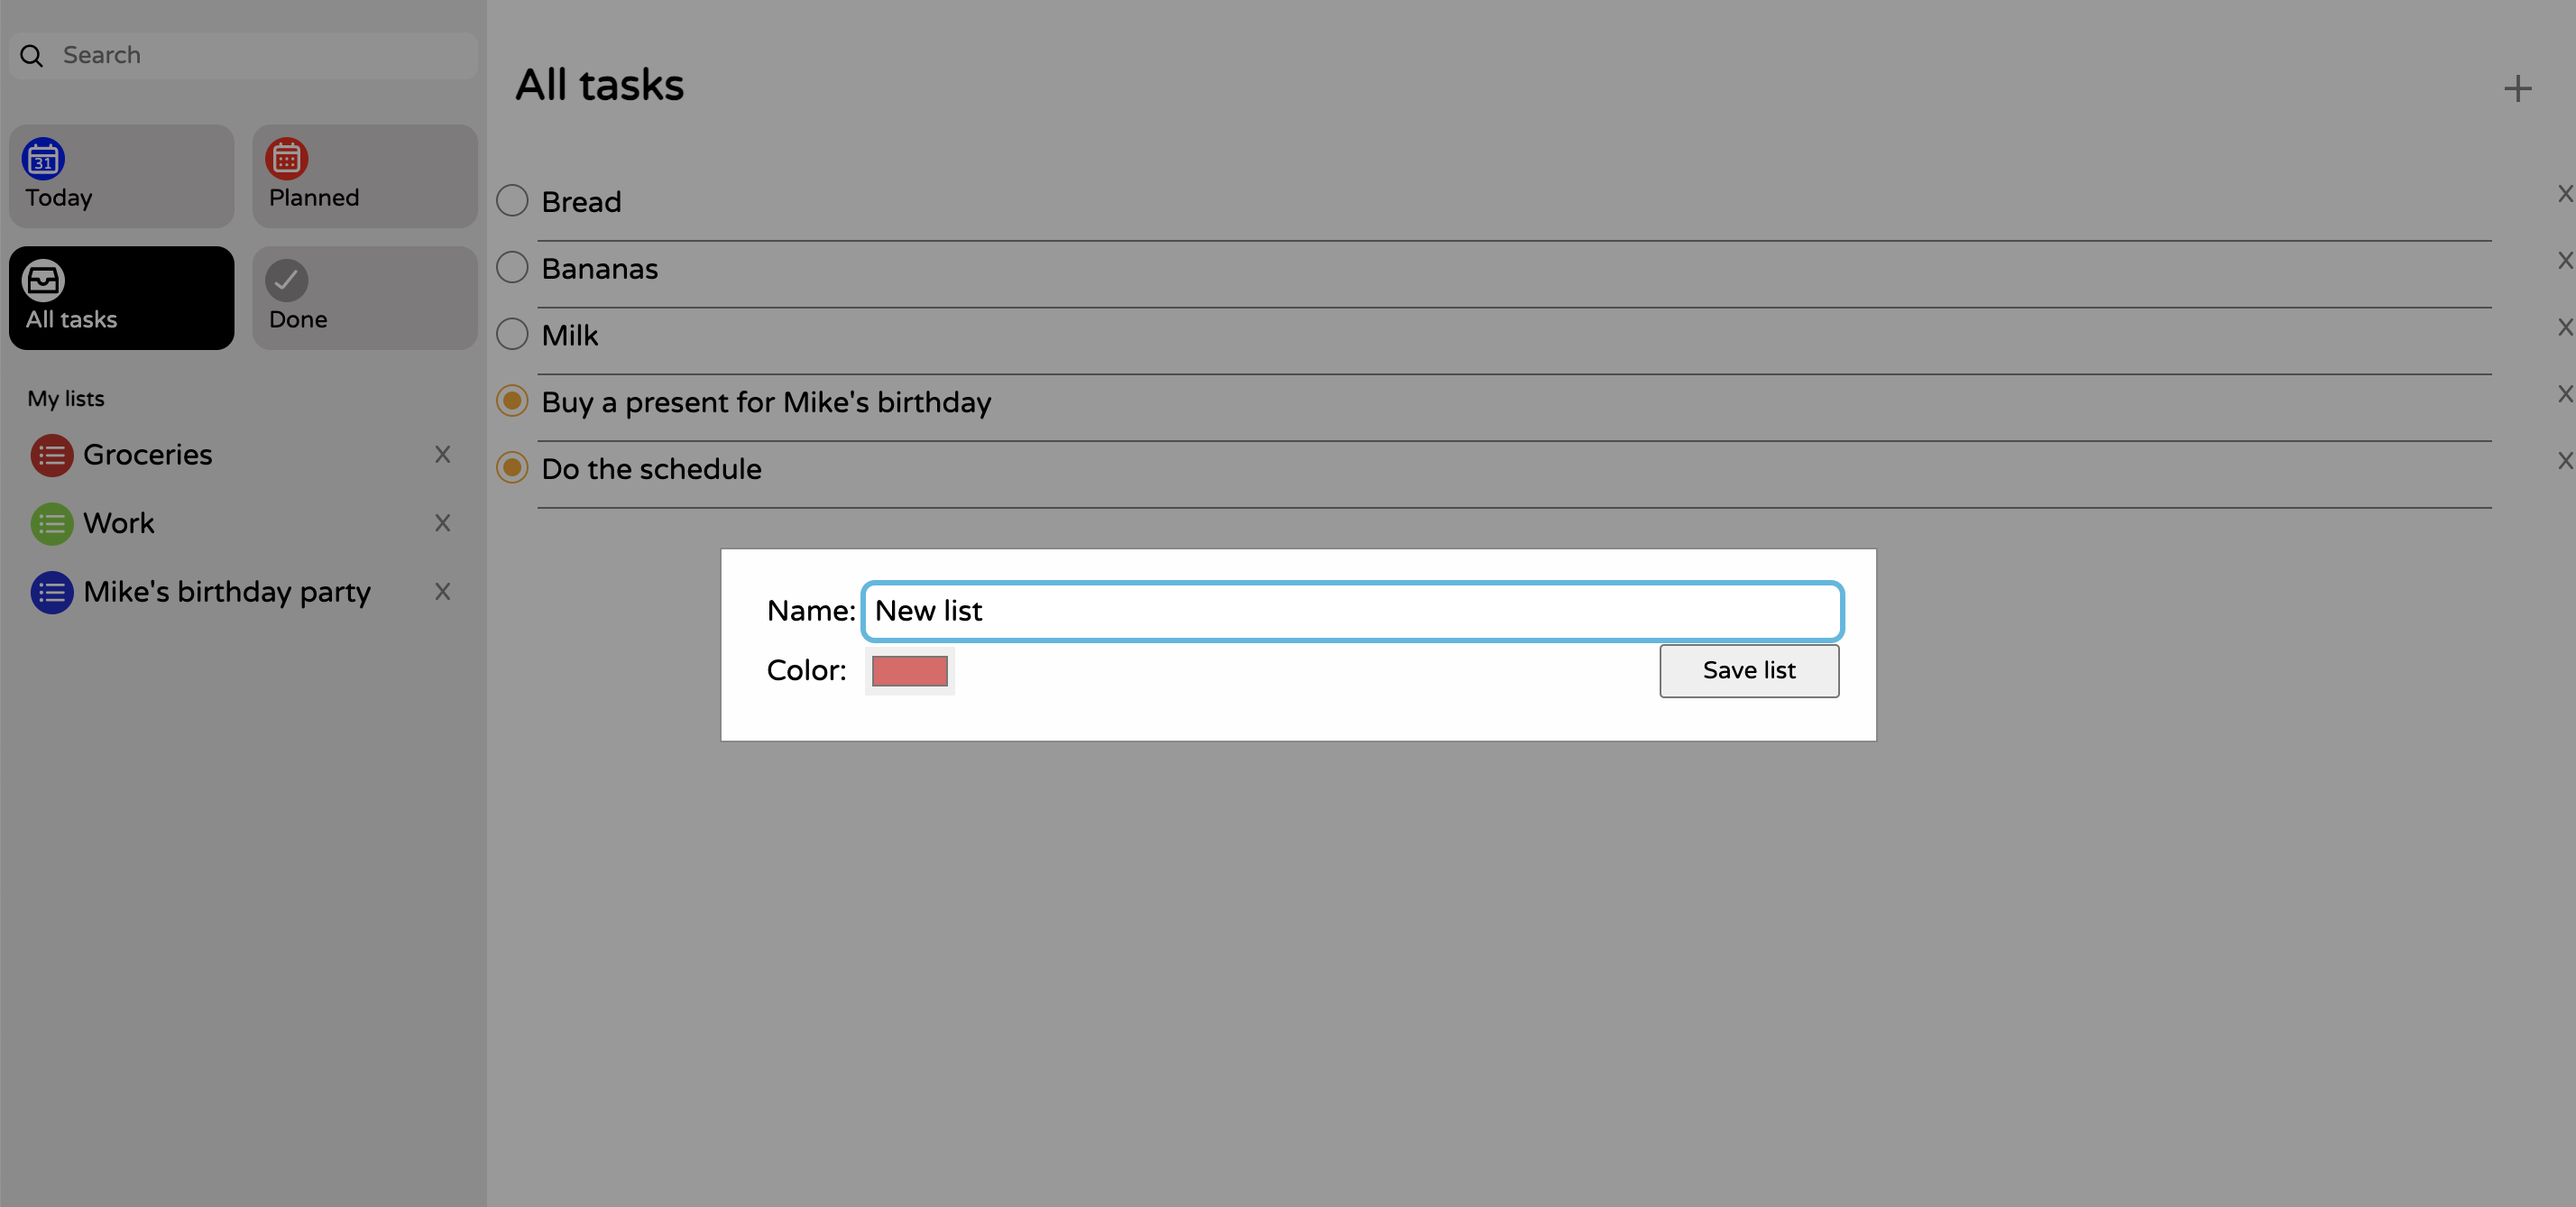 Search
31
Today
Planned
All tasks
Done
My lists
Groceries X
Work X
Mike's birthday party X
All tasks
+
Bread X
Bananas X
Milk X
Buy a present for Mike's birthday X
Do the schedule X
Name: New list
Color:
Save list